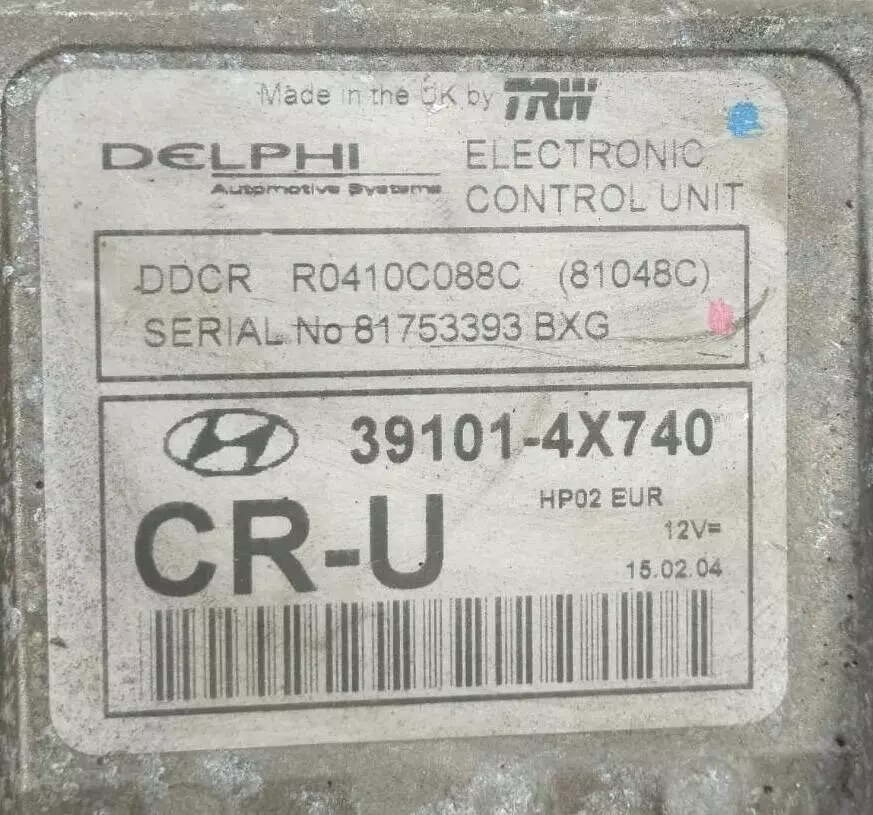 Made in the UK by TRW
DELPHI
Automotive Systems
ELECTRONIC
CONTROL UNIT
DDCR R0410C088C (81048C)
SERIAL No 81753393 BXG
39101-4X740
CR-U
HP02 EUR
12V=
15.02.04